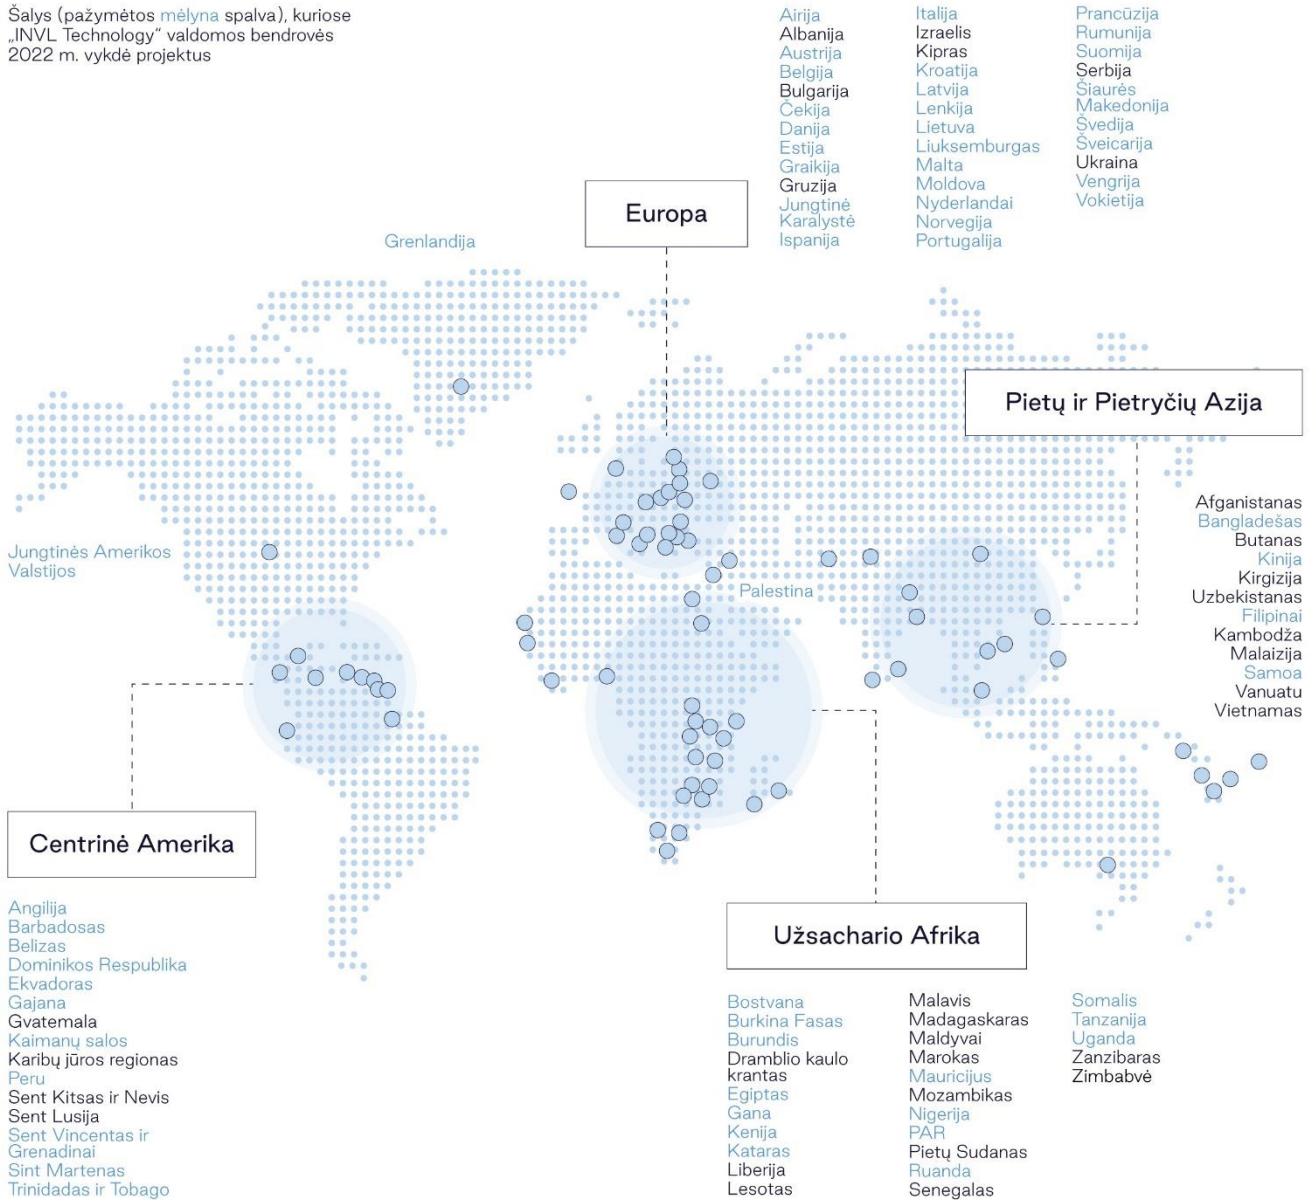 Šalys (pažymėtos mėlyna spalva), kuriose
„INVL Technology“ valdomos bendrovės
2022 m. vykdė projektus
Airija
Albanija
Austrija
Belgija
Bulgarija
Čekija
Danija
Estija
Graikija
Gruzija
Jungtinė
Karalystė
Ispanija
Italija
Izraelis
Kipras
Kroatija
Latvija
Lenkija
Lietuva
Liuksemburgas
Malta
Moldova
Nyderlandai
Norvegija
Portugalija
Prancūzija
Rumunija
Suomija
Serbija
Šiaurės
Makedonija
Švedija
Šveicarija
Ukraina
Vengrija
Vokietija
Europa
Grenlandija
Pietų ir Pietryčių Azija
Afganistanas
Bangladešas
Butanas
Kinija
Kirgizija
Uzbekistanas
Filipinai
Kambodža
Malaizija
Samoa
Vanuatu
Vietnamas
Jungtinės Amerikos
Valstijos
Palestina
Centrinė Amerika
Angilija
Barbadosas
Belizas
Dominikos Respublika
Ekvadoras
Gajana
Gvatemala
Kaimanų salos
Karibų jūros regionas
Peru
Sent Kitsas ir Nevis
Sent Lusija
Sent Vincentas ir
Grenadinai
Sint Martenas
Trinidadas ir Tobago
Užsachario Afrika
Bostvana
Burkina Fasas
Burundis
Dramblio kaulo
krantas
Egiptas
Gana
Kenija
Kataras
Liberija
Lesotas
Malavis
Madagaskaras
Maldyvai
Marokas
Mauricijus
Mozambikas
Nigerija
PAR
Pietų Sudanas
Ruanda
Senegalas
Somalis
Tanzanija
Uganda
Zanzibaras
Zimbabvė